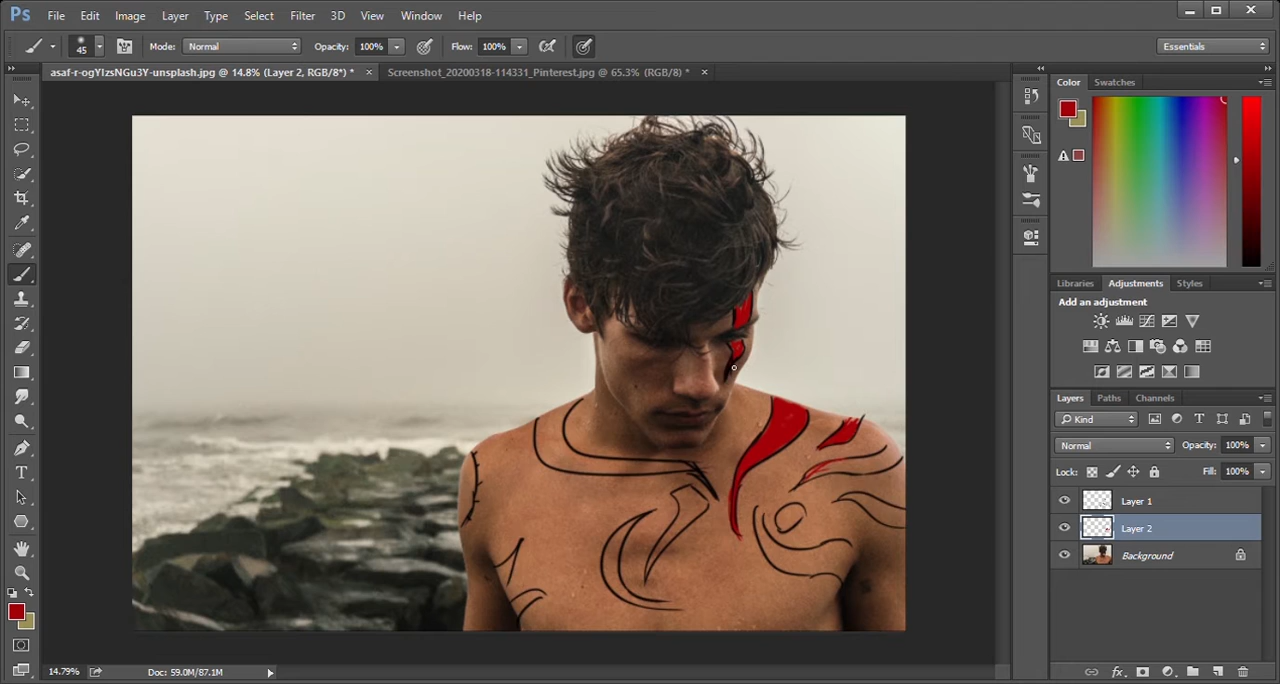 Ps File Edit Image Layer Type Select Filter 3D View Window Help
45 Mode: Normal Opacity: 100% Flow: 100% Essentials
asaf-r-ogYIzsNGu3Y-unsplash.jpg @ 14.8% (Layer 2, RGB/8*) * × Screenshot_20200318-114331_Pinterest.jpg @ 65.3% (RGB/8) * ×
Color Swatches
Libraries Adjustments Styles
Add an adjustment
Layers Paths Channels
Kind
Normal Opacity: 100%
Lock: Fill: 100%
Layer 1
Layer 2
Background
14.79% Doc: 59.0M/87.1M